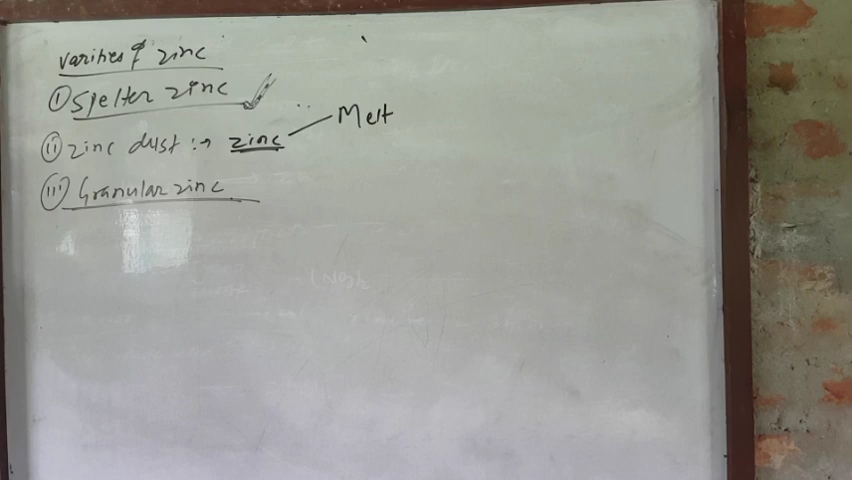 varities of zinc
(i) Spelter zinc
(ii) zinc dust :→ zinc Melt
(iii) Granular zinc